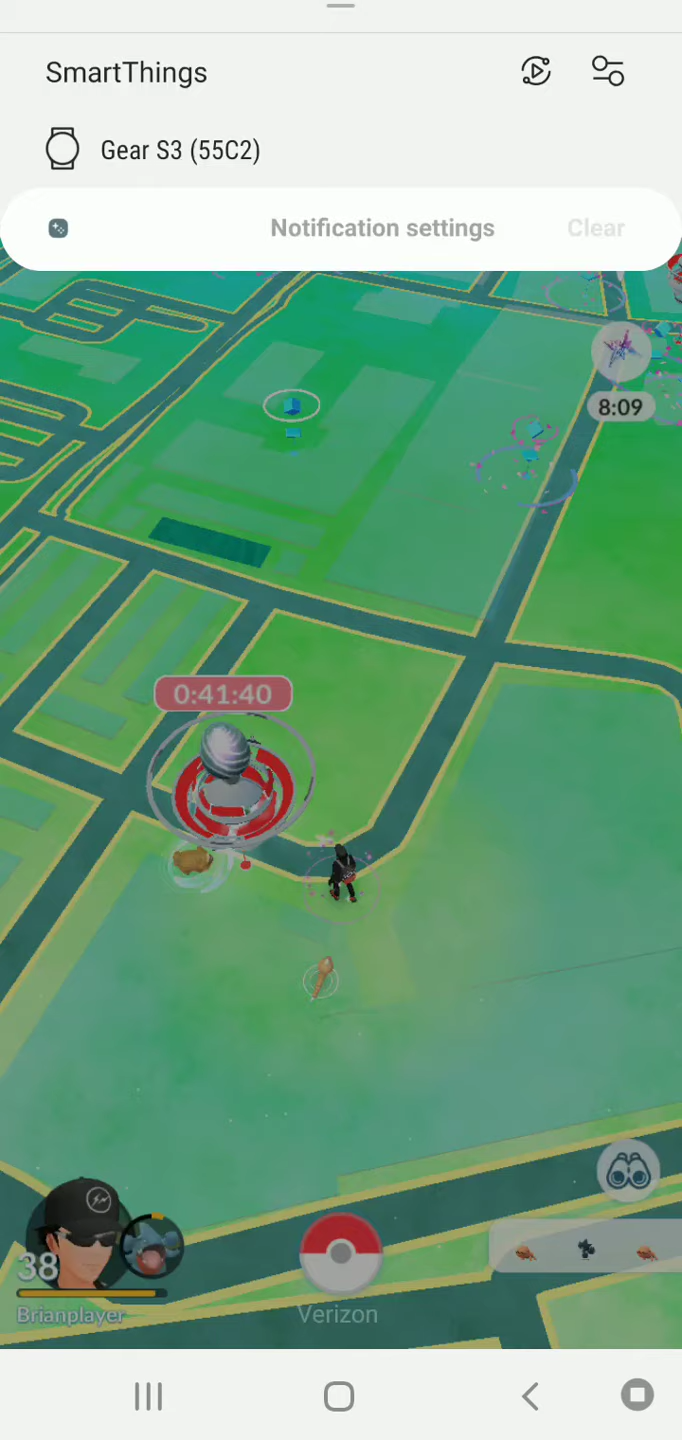 SmartThings
Gear S3 (55C2)
Notification settings
Clear
8:09
0:41:40
38
Brianplayer
Verizon